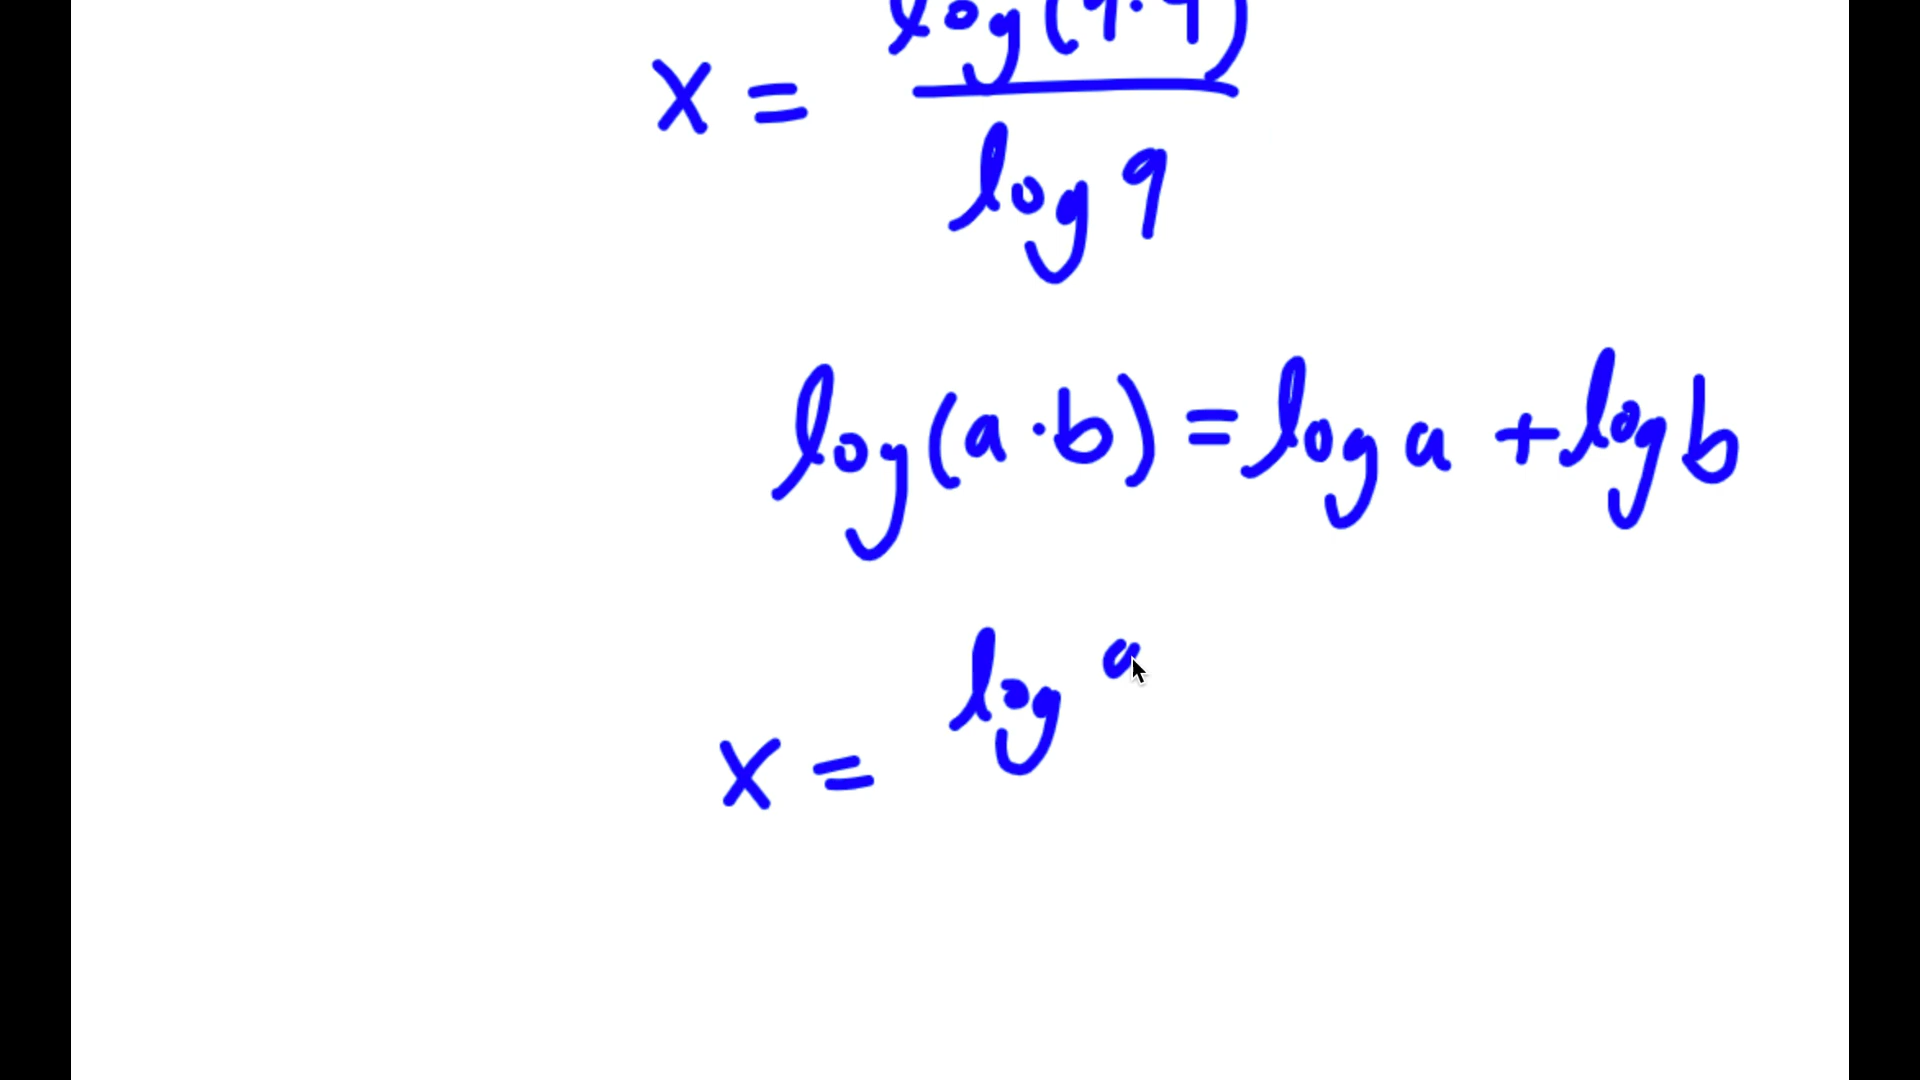 x = log(9·9)
log 9
log(a·b) = log a + log b
x = log